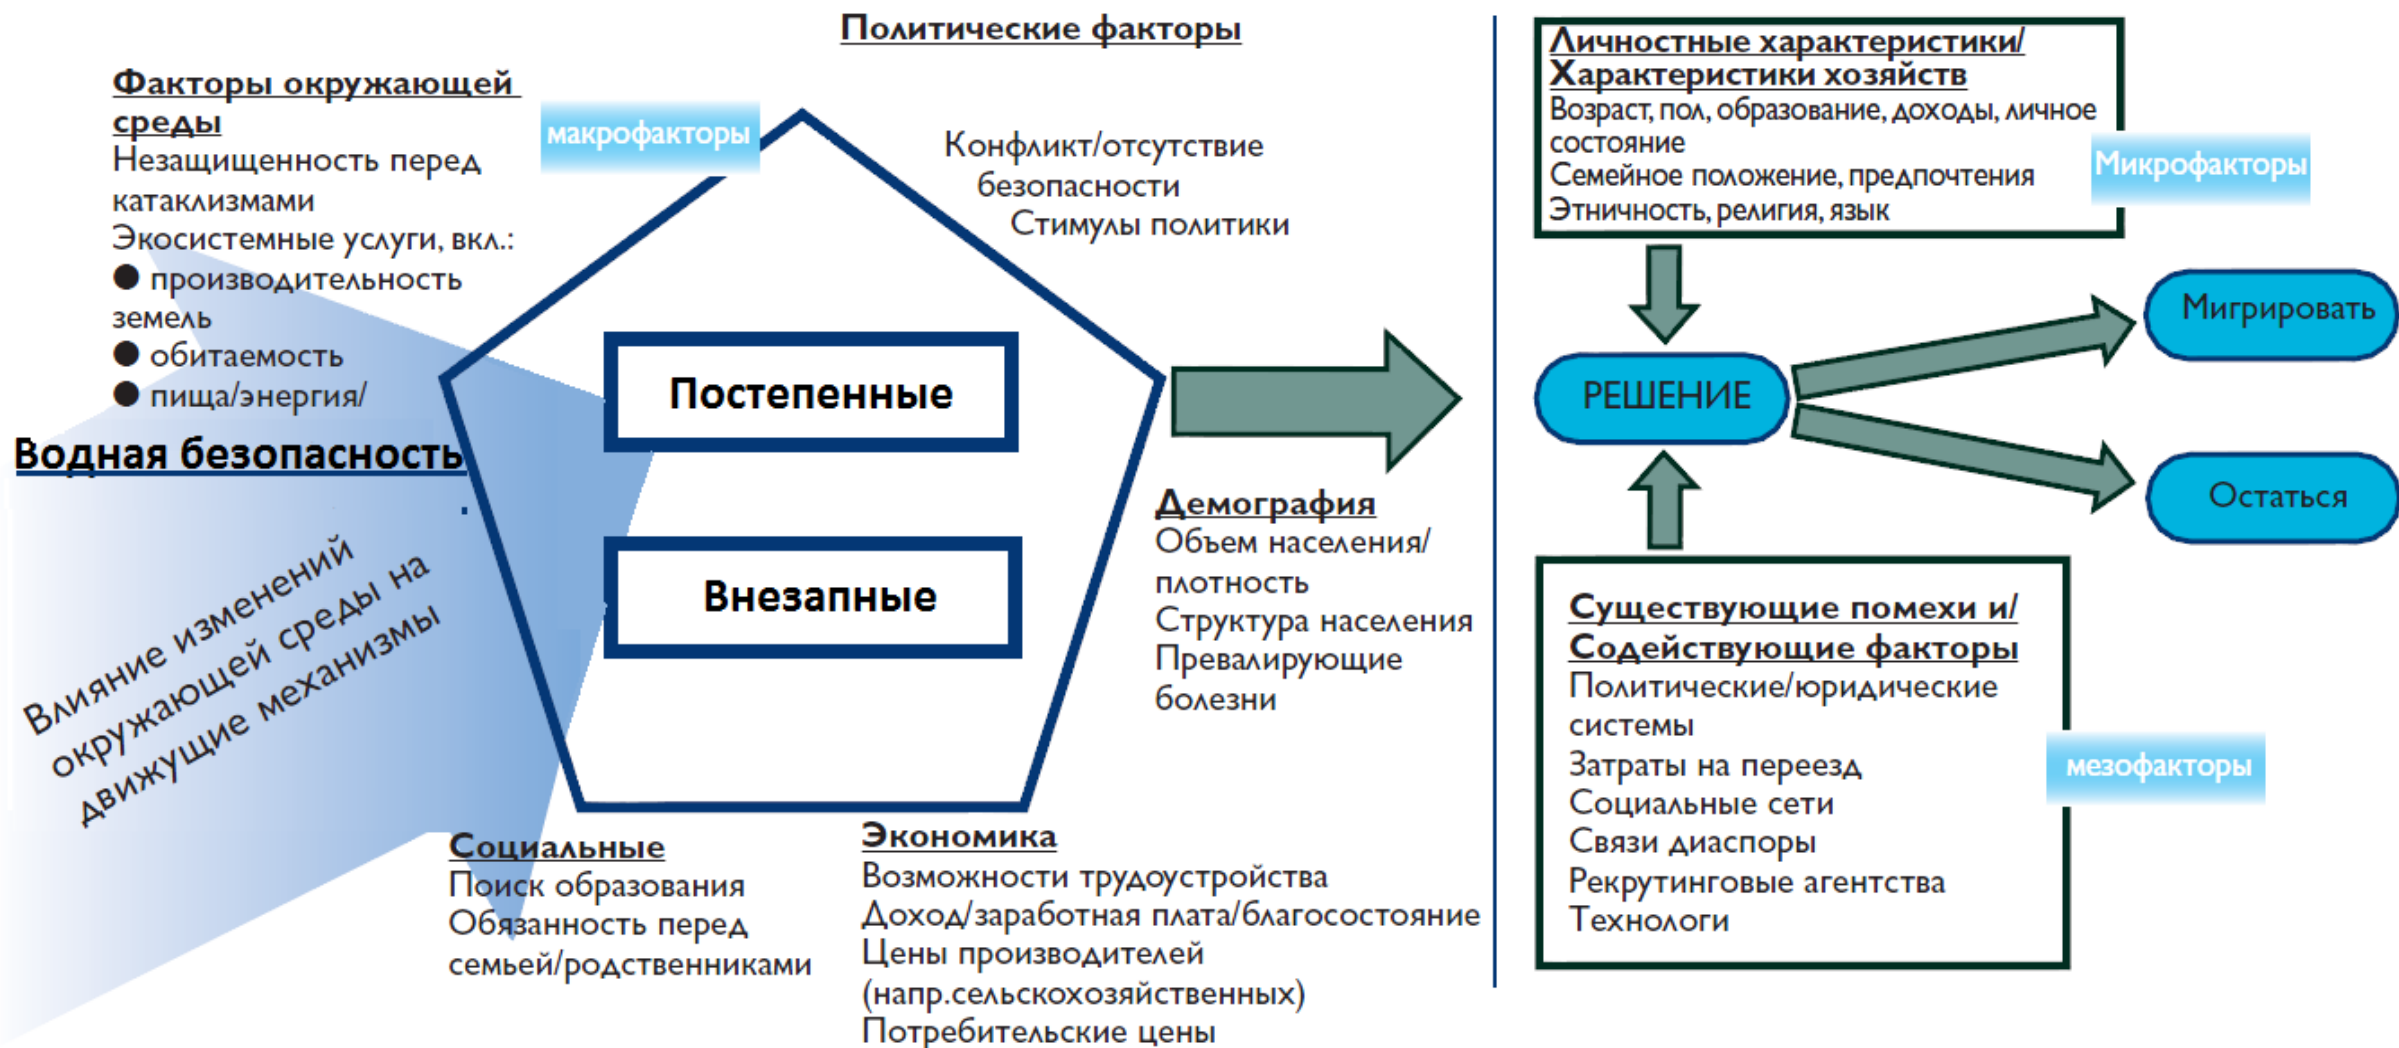 Политические факторы
Факторы окружающей
среды
Незащищенность перед
катаклизмами
Экосистемные услуги, вкл.:
● производительность
земель
● обитаемость
● пища/энергия/
Водная безопасность
.
макрофакторы
Конфликт/отсутствие
безопасности
Стимулы политики
Постепенные
Внезапные
Влияние изменений
окружающей среды на
движущие механизмы
Демография
Объем населения/
плотность
Структура населения
Превалирующие
болезни
Социальные
Поиск образования
Обязанность перед
семьей/родственниками
Экономика
Возможности трудоустройства
Доход/заработная плата/благосостояние
Цены производителей
(напр.сельскохозяйственных)
Потребительские цены
Личностные характеристики/
Характеристики хозяйств
Возраст, пол, образование, доходы, личное
состояние
Семейное положение, предпочтения
Этничность, религия, язык
Микрофакторы
РЕШЕНИЕ
Мигрировать
Остаться
Существующие помехи и/
Содействующие факторы
Политические/юридические
системы
Затраты на переезд
Социальные сети
Связи диаспоры
Рекрутинговые агентства
Технологи
мезофакторы